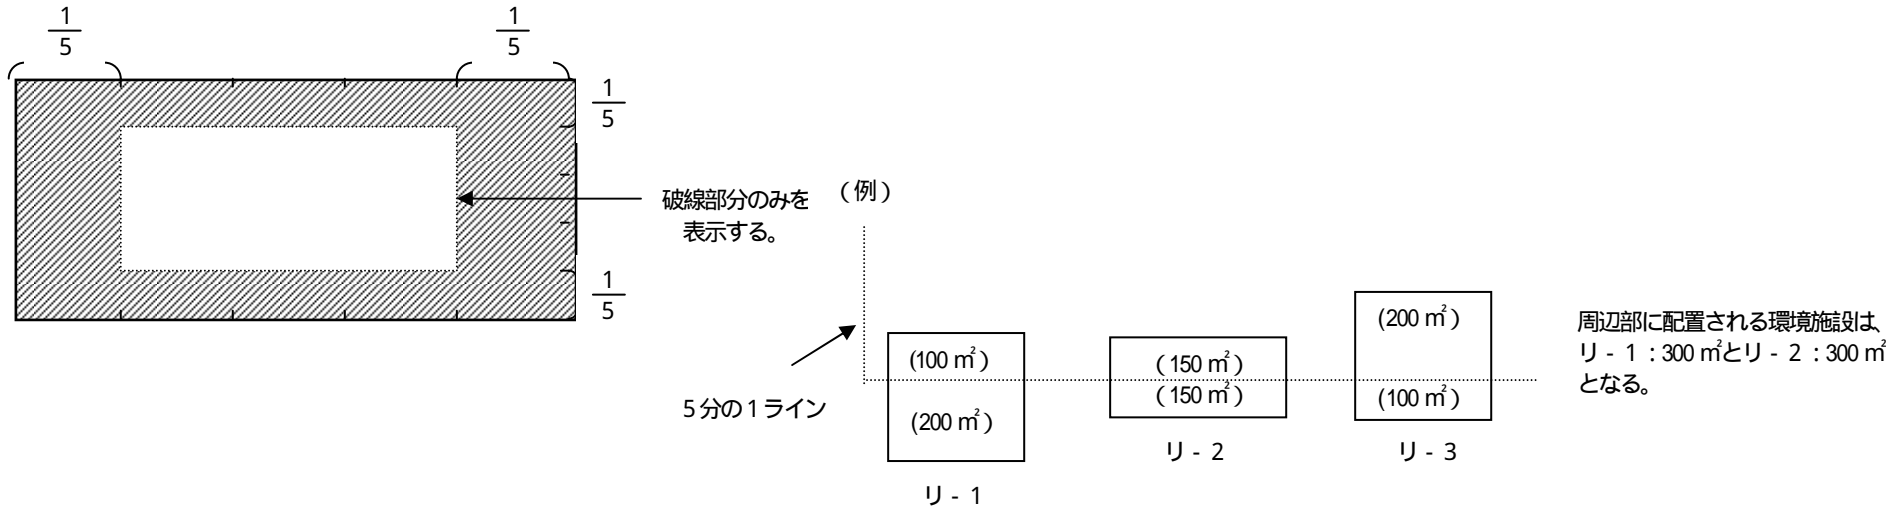 1
5
1
5
1
5
1
5
破線部分のみを
表示する。
(例)
5分の1ライン
(100 ㎡)
(200 ㎡)
リ - 1
(150 ㎡)
(150 ㎡)
リ - 2
(200 ㎡)
(100 ㎡)
リ - 3
周辺部に配置される環境施設は、
リ - 1 : 300 ㎡とリ - 2 : 300 ㎡
となる。